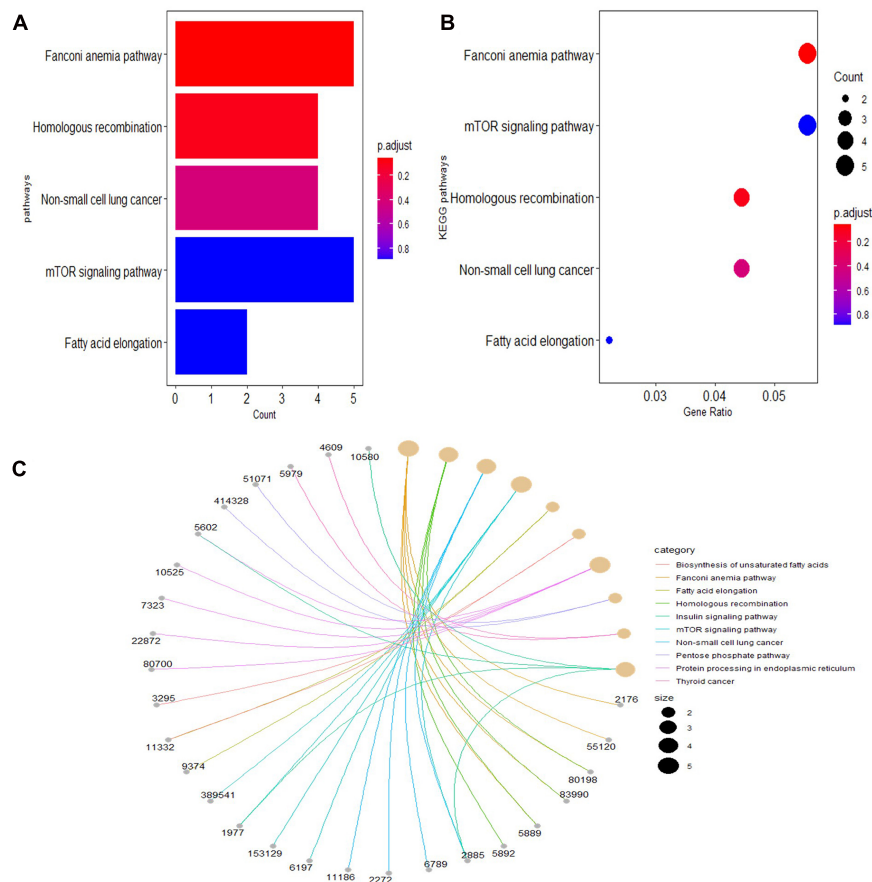 A
Fanconi anemia pathway
Homologous recombination
Non-small cell lung cancer
mTOR signaling pathway
Fatty acid elongation
pathways
0 1 2 3 4 5
Count
p.adjust
0.2
0.4
0.6
0.8
B
Fanconi anemia pathway
mTOR signaling pathway
Homologous recombination
Non-small cell lung cancer
Fatty acid elongation
KEGG pathways
0.03 0.04 0.05
Gene Ratio
Count
2
3
4
5
p.adjust
0.2
0.4
0.6
0.8
C
4609
10580
5979
51071
414328
5602
10525
7323
22872
80700
3295
11332
9374
389541
1977
153129
6197
11186
2272
6789
2885
5892
5889
83990
80198
55120
2176
category
Biosynthesis of unsaturated fatty acids
Fanconi anemia pathway
Fatty acid elongation
Homologous recombination
Insulin signaling pathway
mTOR signaling pathway
Non-small cell lung cancer
Pentose phosphate pathway
Protein processing in endoplasmic reticulum
Thyroid cancer
size
2
3
4
5